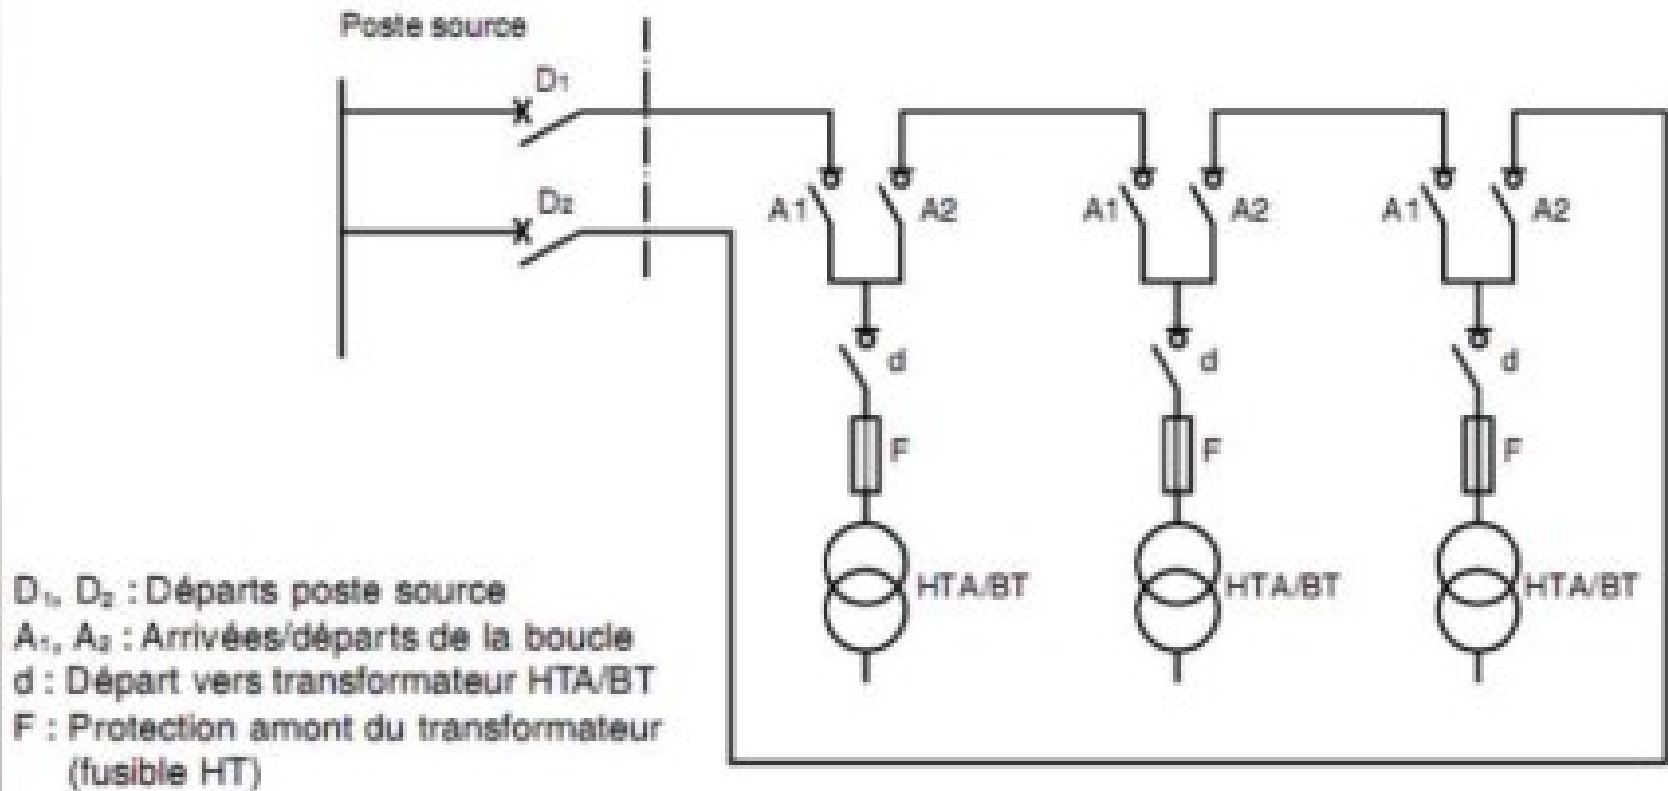 Poste source
D₁
D₂
A1 A2 A1 A2 A1 A2
d d d
F F F
HTA/BT HTA/BT HTA/BT
D₁, D₂ : Départs poste source
A₁, A₂ : Arrivées/départs de la boucle
d : Départ vers transformateur HTA/BT
F : Protection amont du transformateur
(fusible HT)